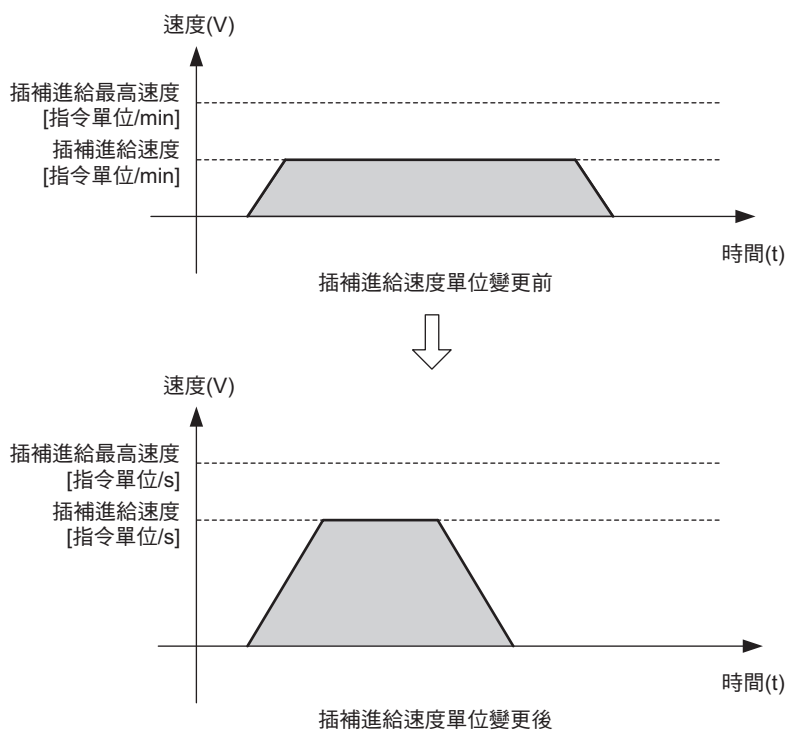 速度(V)
插補進給最高速度
[指令單位/min]
插補進給速度
[指令單位/min]
時間(t)
插補進給速度單位變更前
速度(V)
插補進給最高速度
[指令單位/s]
插補進給速度
[指令單位/s]
時間(t)
插補進給速度單位變更後